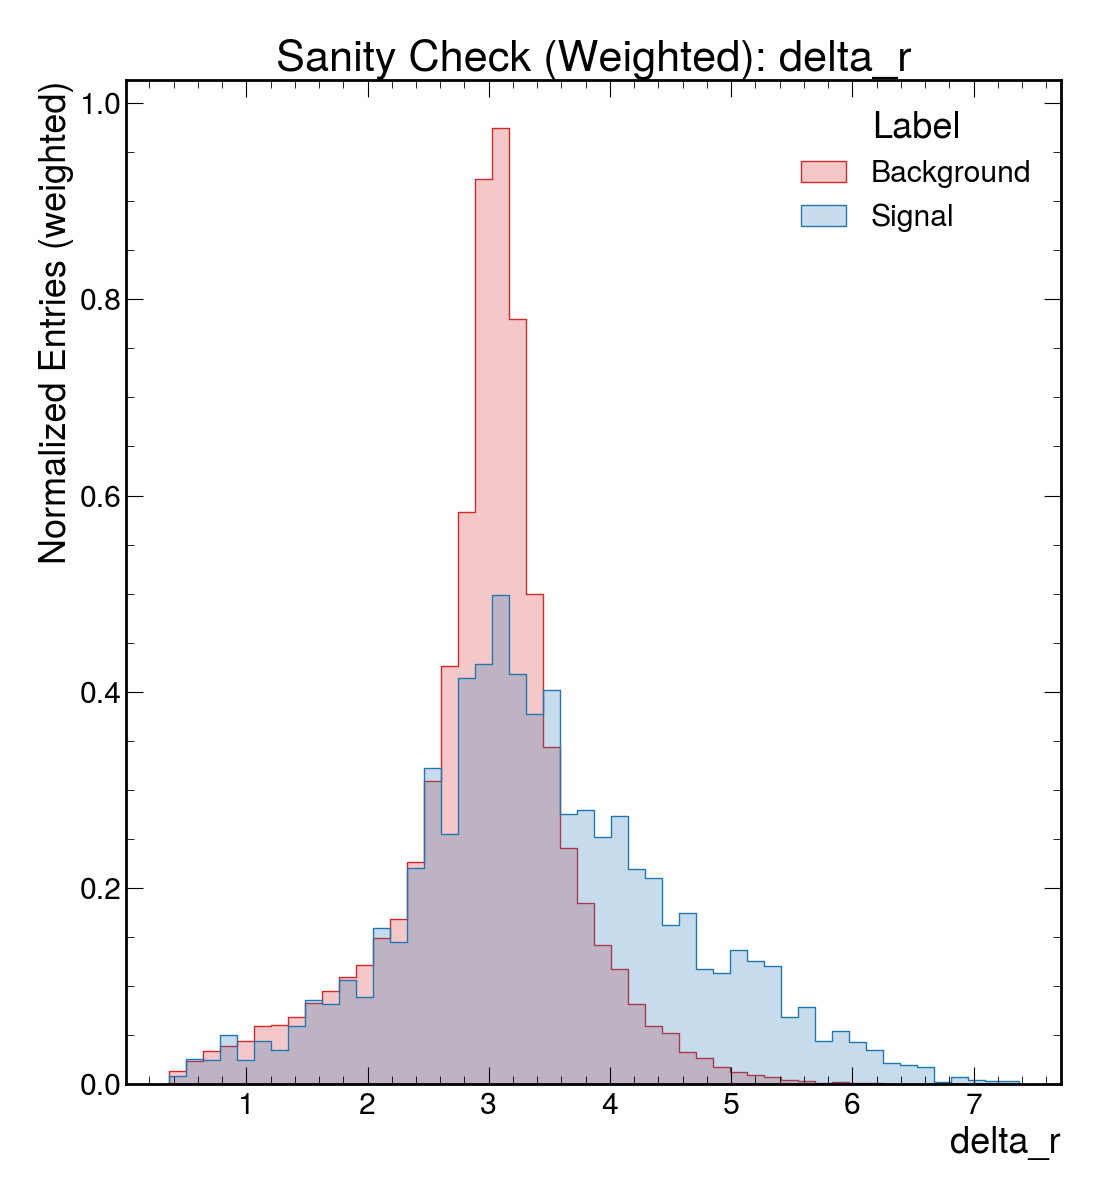 Sanity Check (Weighted): delta_r
Normalized Entries (weighted)
1.0
0.8
0.6
0.4
0.2
0.0
Label
Background
Signal
1 2 3 4 5 6 7
delta_r